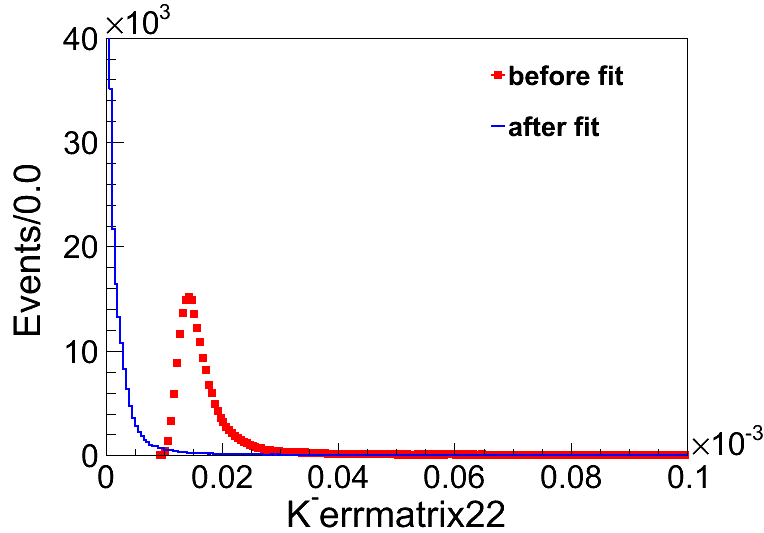 ×10³
40
30
20
10
0
Events/0.0
before fit
after fit
0 0.02 0.04 0.06 0.08 0.1
×10⁻³
K⁻errmatrix22